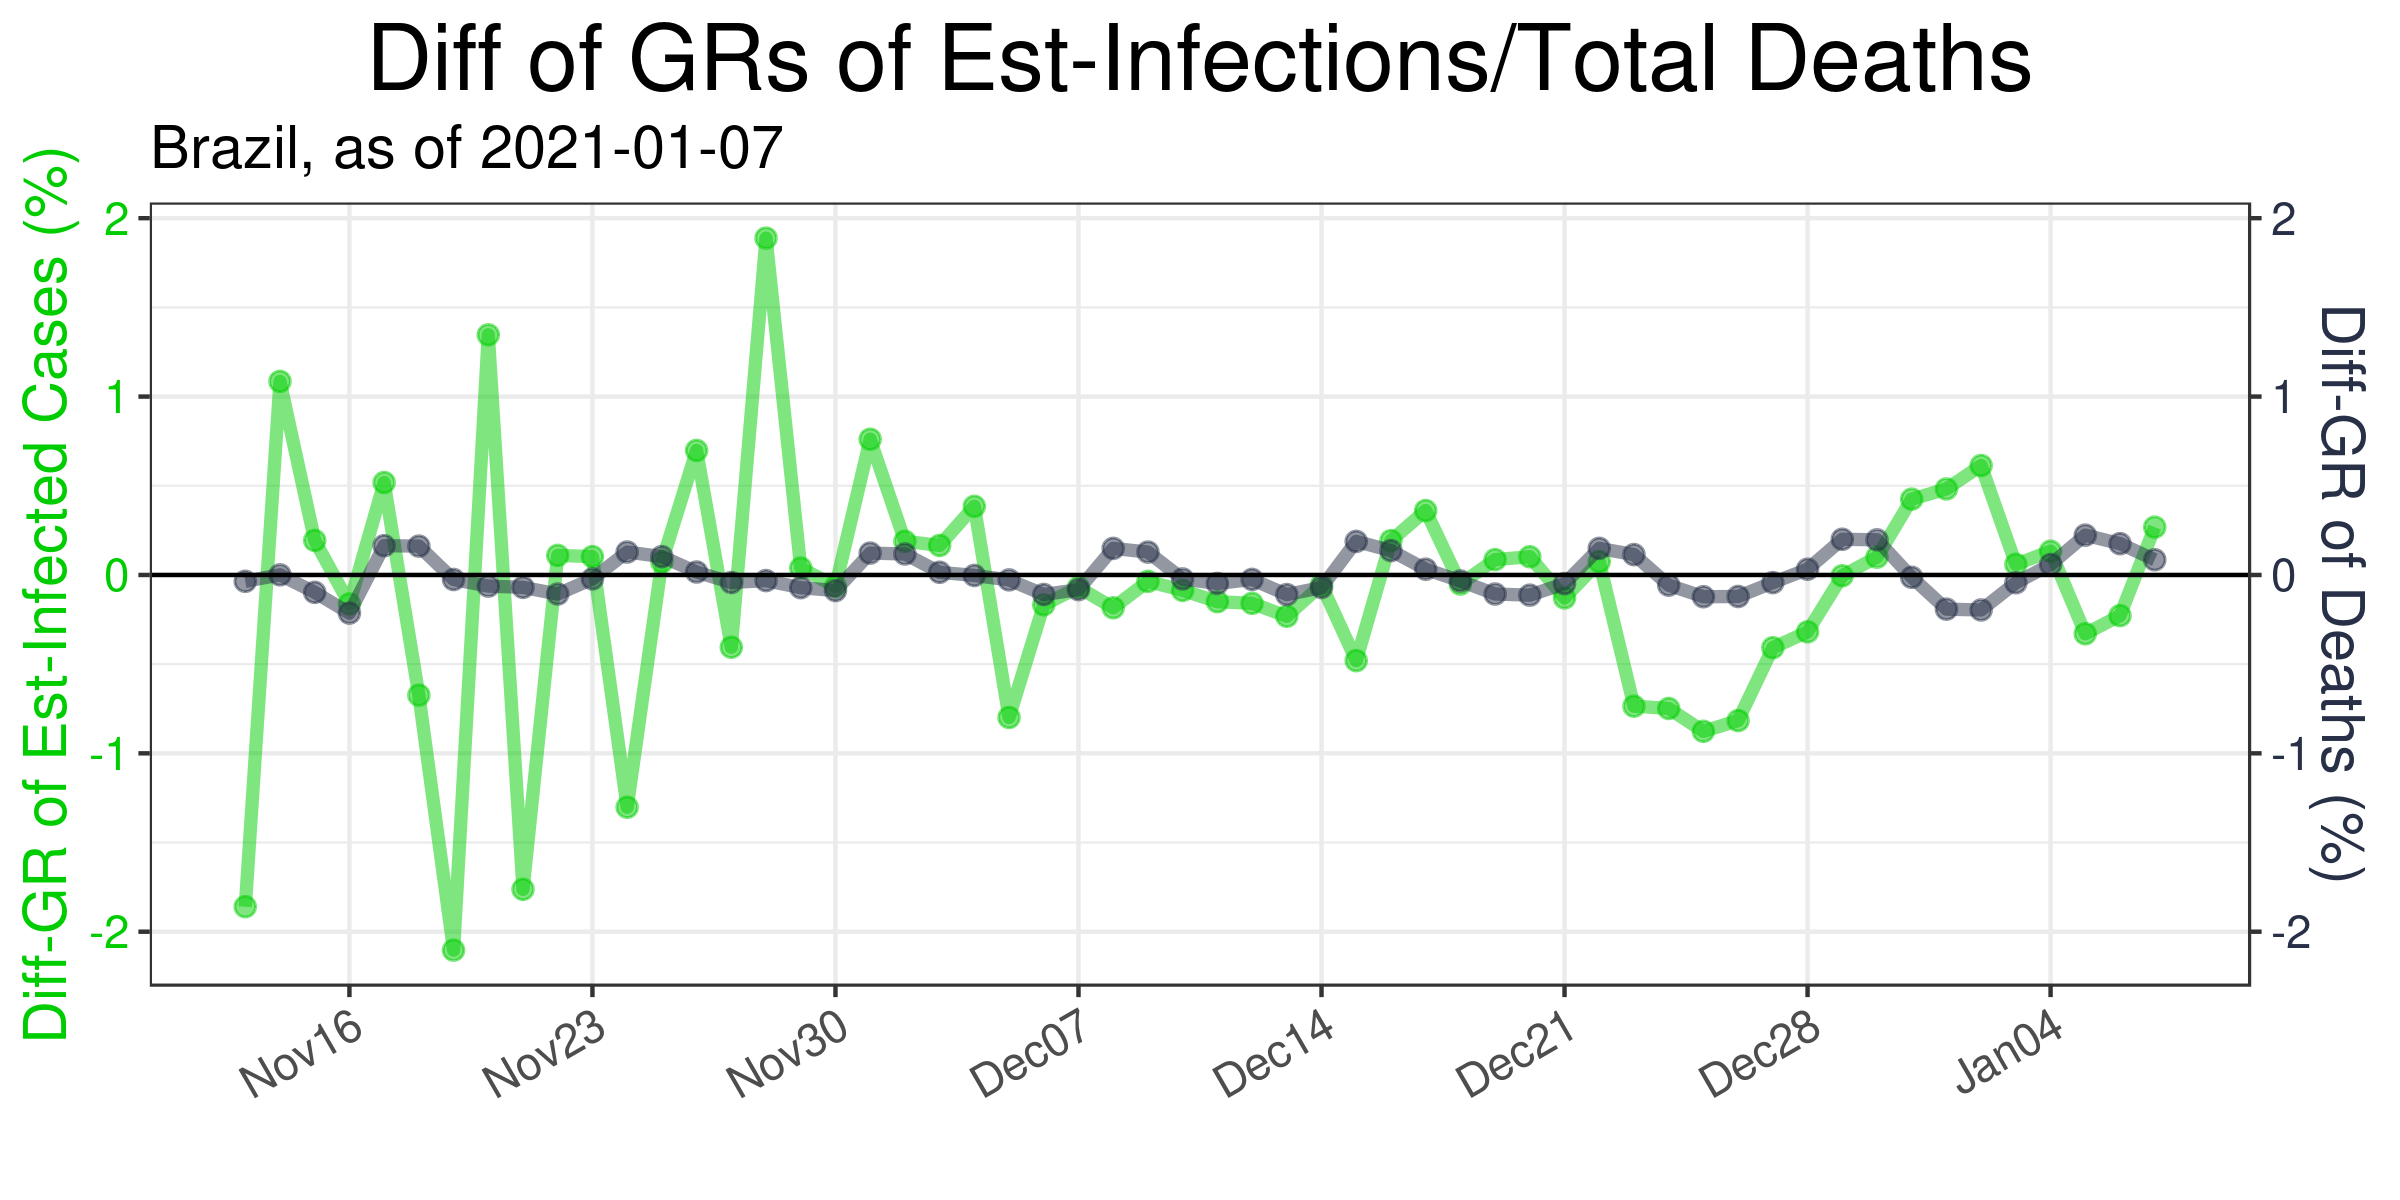 Diff of GRs of Est-Infections/Total Deaths
Brazil, as of 2021-01-07
Diff-GR of Est-Infected Cases (%)
2
1
0
-1
-2
2
1
0
-1
-2
Diff-GR of Deaths (%)
Nov16
Nov23
Nov30
Dec07
Dec14
Dec21
Dec28
Jan04